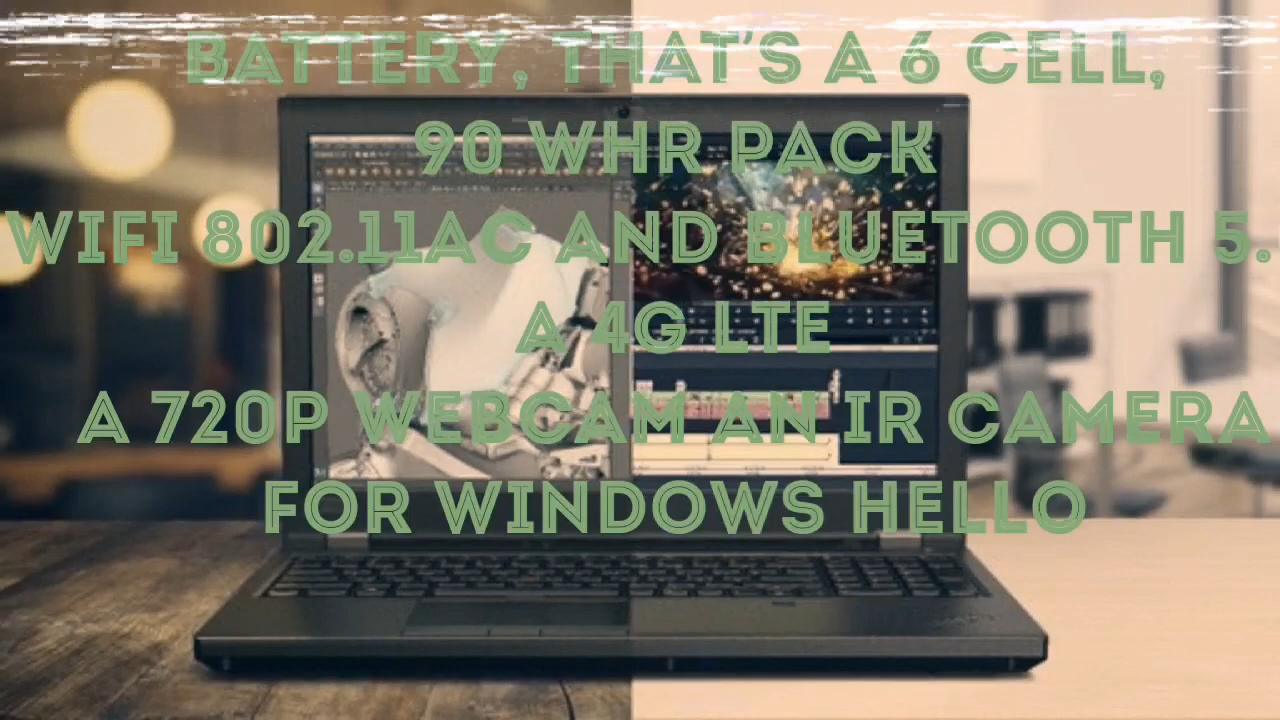 BATTERY, THAT'S A 6 CELL,
90 WHR PACK
WIFI 802.11AC AND BLUETOOTH 5.
A 4G LTE
A 720P WEBCAM AN IR CAMERA
FOR WINDOWS HELLO